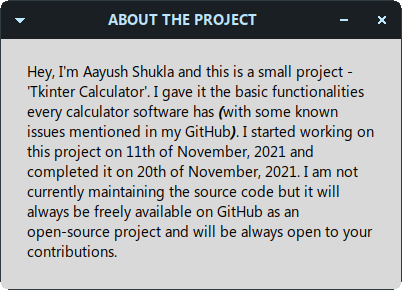 ABOUT THE PROJECT
Hey, I'm Aayush Shukla and this is a small project -
'Tkinter Calculator'. I gave it the basic functionalities
every calculator software has (with some known
issues mentioned in my GitHub). I started working on
this project on 11th of November, 2021 and
completed it on 20th of November, 2021. I am not
currently maintaining the source code but it will
always be freely available on GitHub as an
open-source project and will be always open to your
contributions.